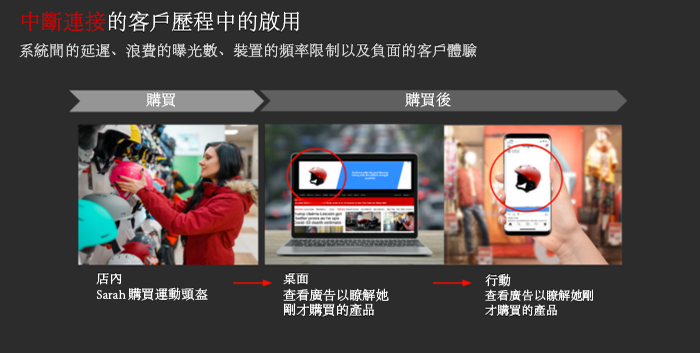 中斷連接的客戶歷程中的啟用
系統間的延遲、浪費的曝光數、裝置的頻率限制以及負面的客戶體驗
購買
購買後
店內
Sarah 購買運動頭盔
桌面
查看廣告以瞭解她
剛才購買的產品
行動
查看廣告以瞭解她剛
才購買的產品